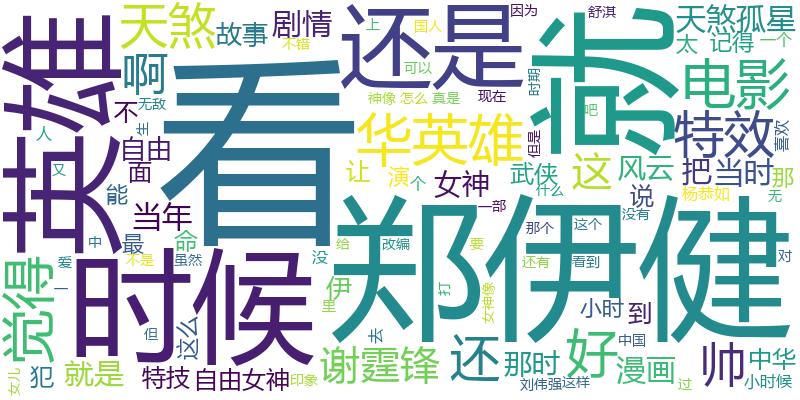 天煞
故事
剧情
不错
上
国人
还是
因为
就
舒淇
天煞孤星
太
记得
一个
英雄
啊
看
可以
时期
电影
不
无敌
神像
怎么
真是
现在
吧
人
生
华英雄
但是
特效
喜欢
自由
面
让
演
个
女神
武侠
什么
这
风云
把
当时
那
又
能
当年
一部
说
杨恭如
无
最
命
郑伊健
那个
这个
没有
觉得
爱
中
不是
虽然
时候
没
给
改编
要
还有
看到
对
一
伊
里
打
女神像
小时
到
但
这么
去
谢霆锋
还
那时
好
漫画
中国
帅
中华
女儿
犯
就是
特技
自由女神
印象
刘伟强
这样
过
小时候